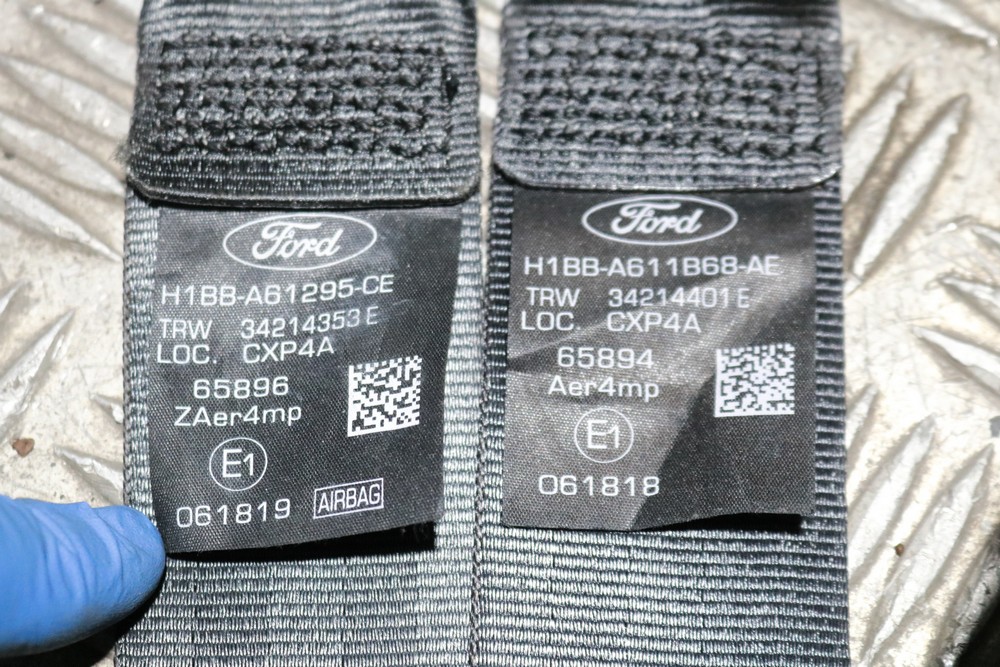 Ford
H1BB-A61295-CE
TRW 34214353 E
LOC. CXP4A
65896
ZAer4mp
E1
061819 AIRBAG
Ford
H1BB-A611B68-AE
TRW 34214401 E
LOC. CXP4A
65894
Aer4mp
E1
061818